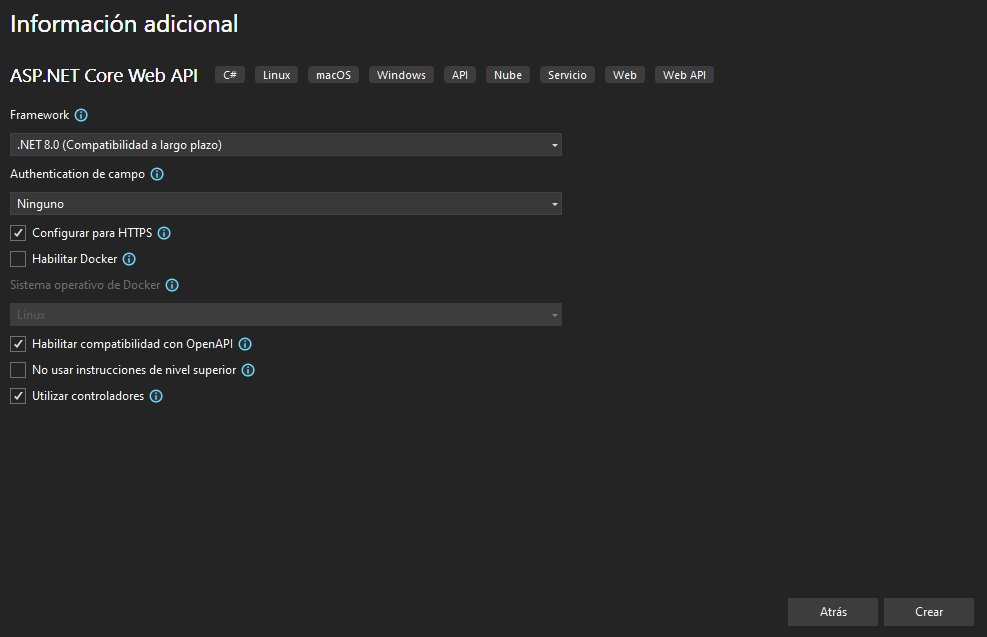 Información adicional
ASP.NET Core Web API C# Linux macOS Windows API Nube Servicio Web Web API
Framework
.NET 8.0 (Compatibilidad a largo plazo)
Authentication de campo
Ninguno
Configurar para HTTPS
Habilitar Docker
Sistema operativo de Docker
Linux
Habilitar compatibilidad con OpenAPI
No usar instrucciones de nivel superior
Utilizar controladores
Atrás Crear